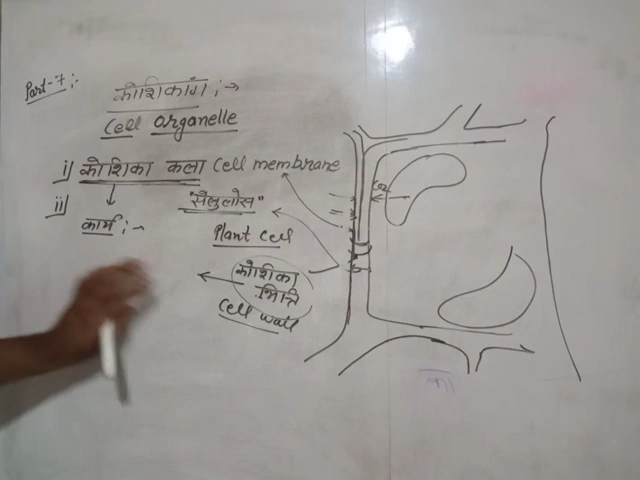 Part-7:-
कोशिकांग :→
Cell organelle
i) कोशिका कला Cell membrane
ii)
कार्य :→
"सेलुलोस"
Plant Cell
कोशिका
भित्ति
Cell wall